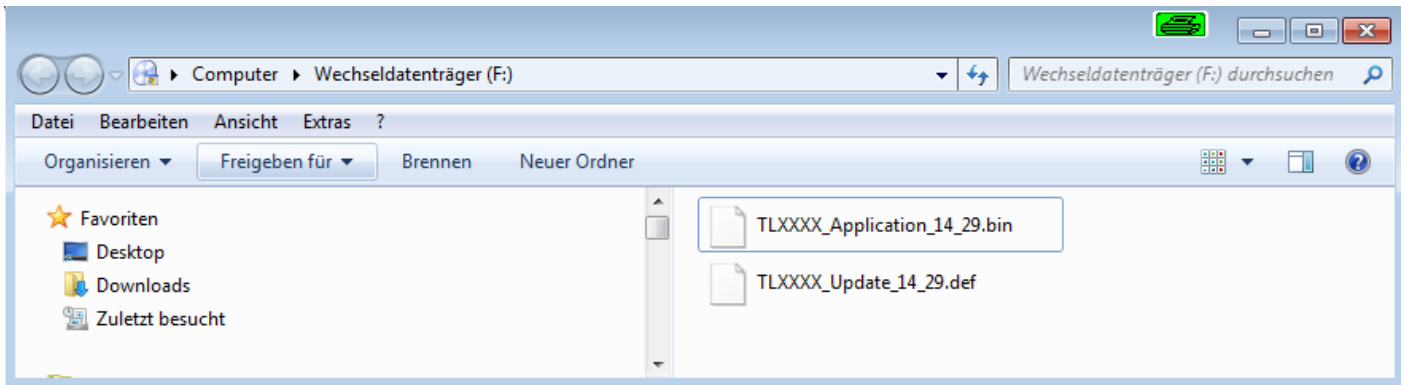 Computer Wechseldatenträger (F:) Wechseldatenträger (F:) durchsuchen
Datei Bearbeiten Ansicht Extras ?
Organisieren Freigeben für Brennen Neuer Ordner
Favoriten
Desktop
Downloads
Zuletzt besucht
TLXXXX_Application_14_29.bin
TLXXXX_Update_14_29.def